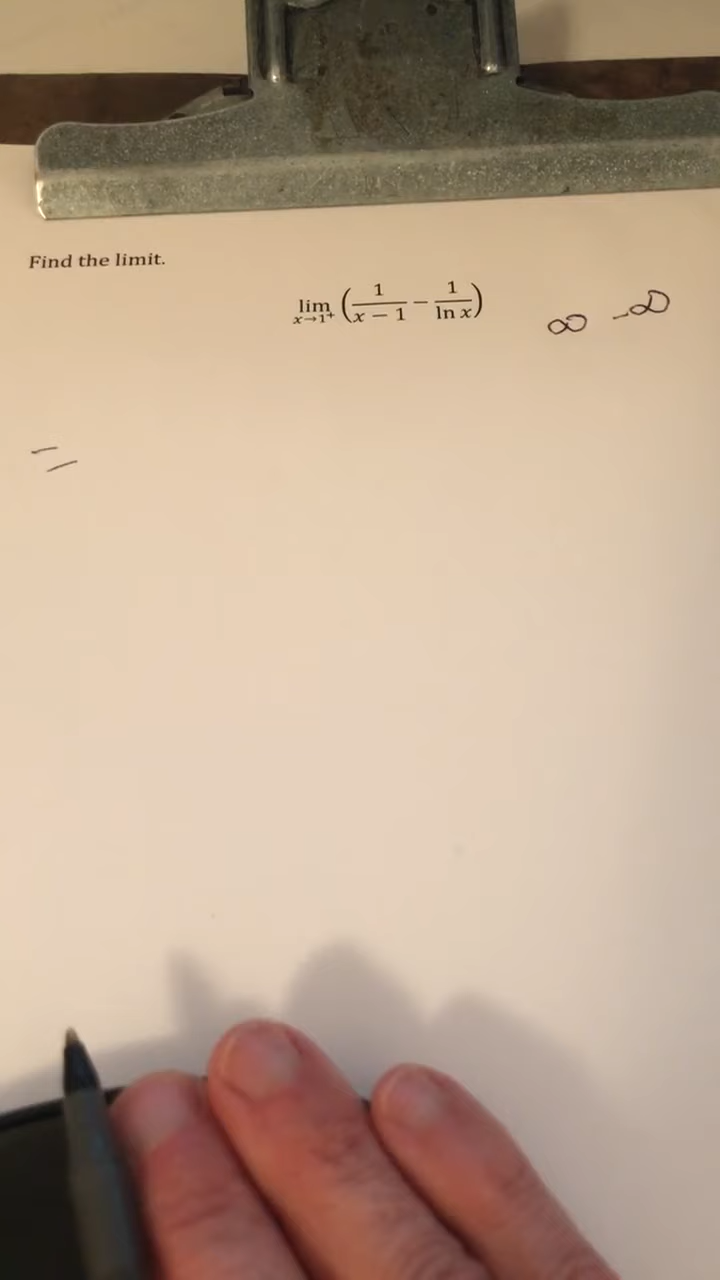 Find the limit.
lim x→1⁺ (1/(x − 1) − 1/ln x) ∞ -∞
=